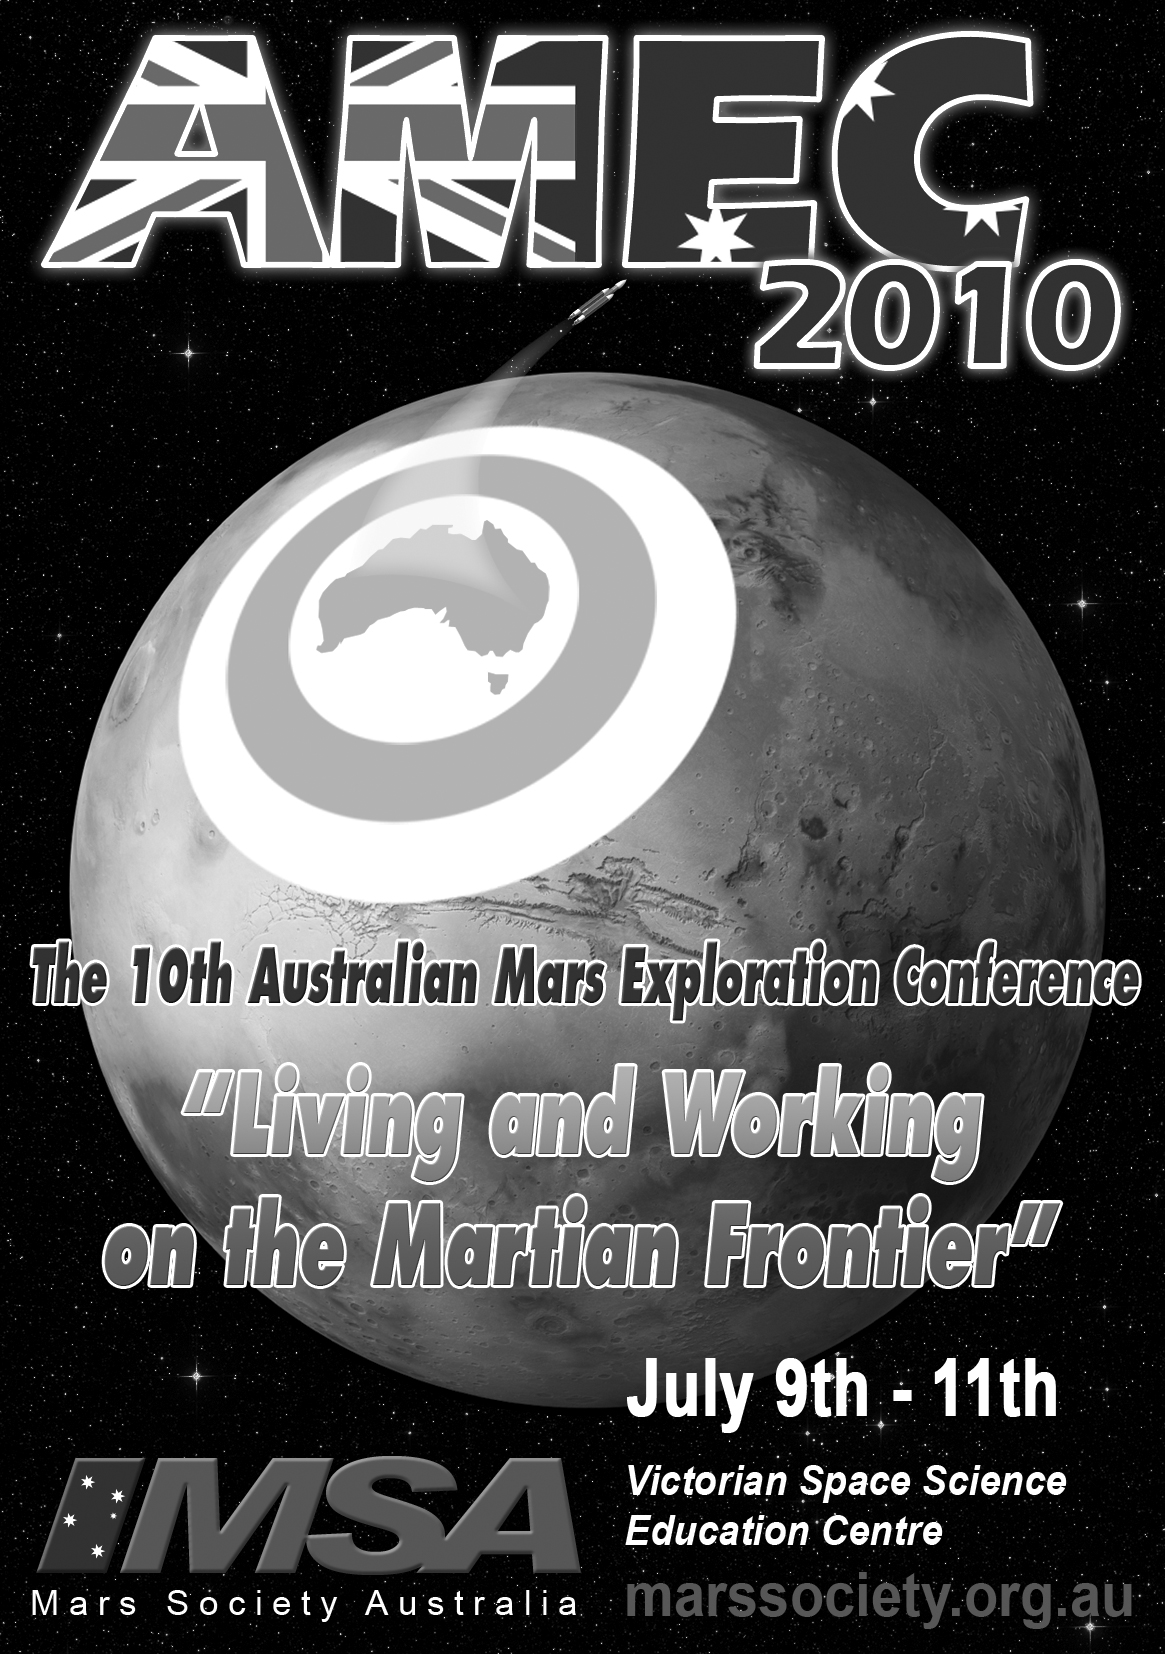 AMEC
2010
The 10th Australian Mars Exploration Conference
“Living and Working
on the Martian Frontier”
July 9th - 11th
MSA
Mars Society Australia
Victorian Space Science
Education Centre
marssociety.org.au